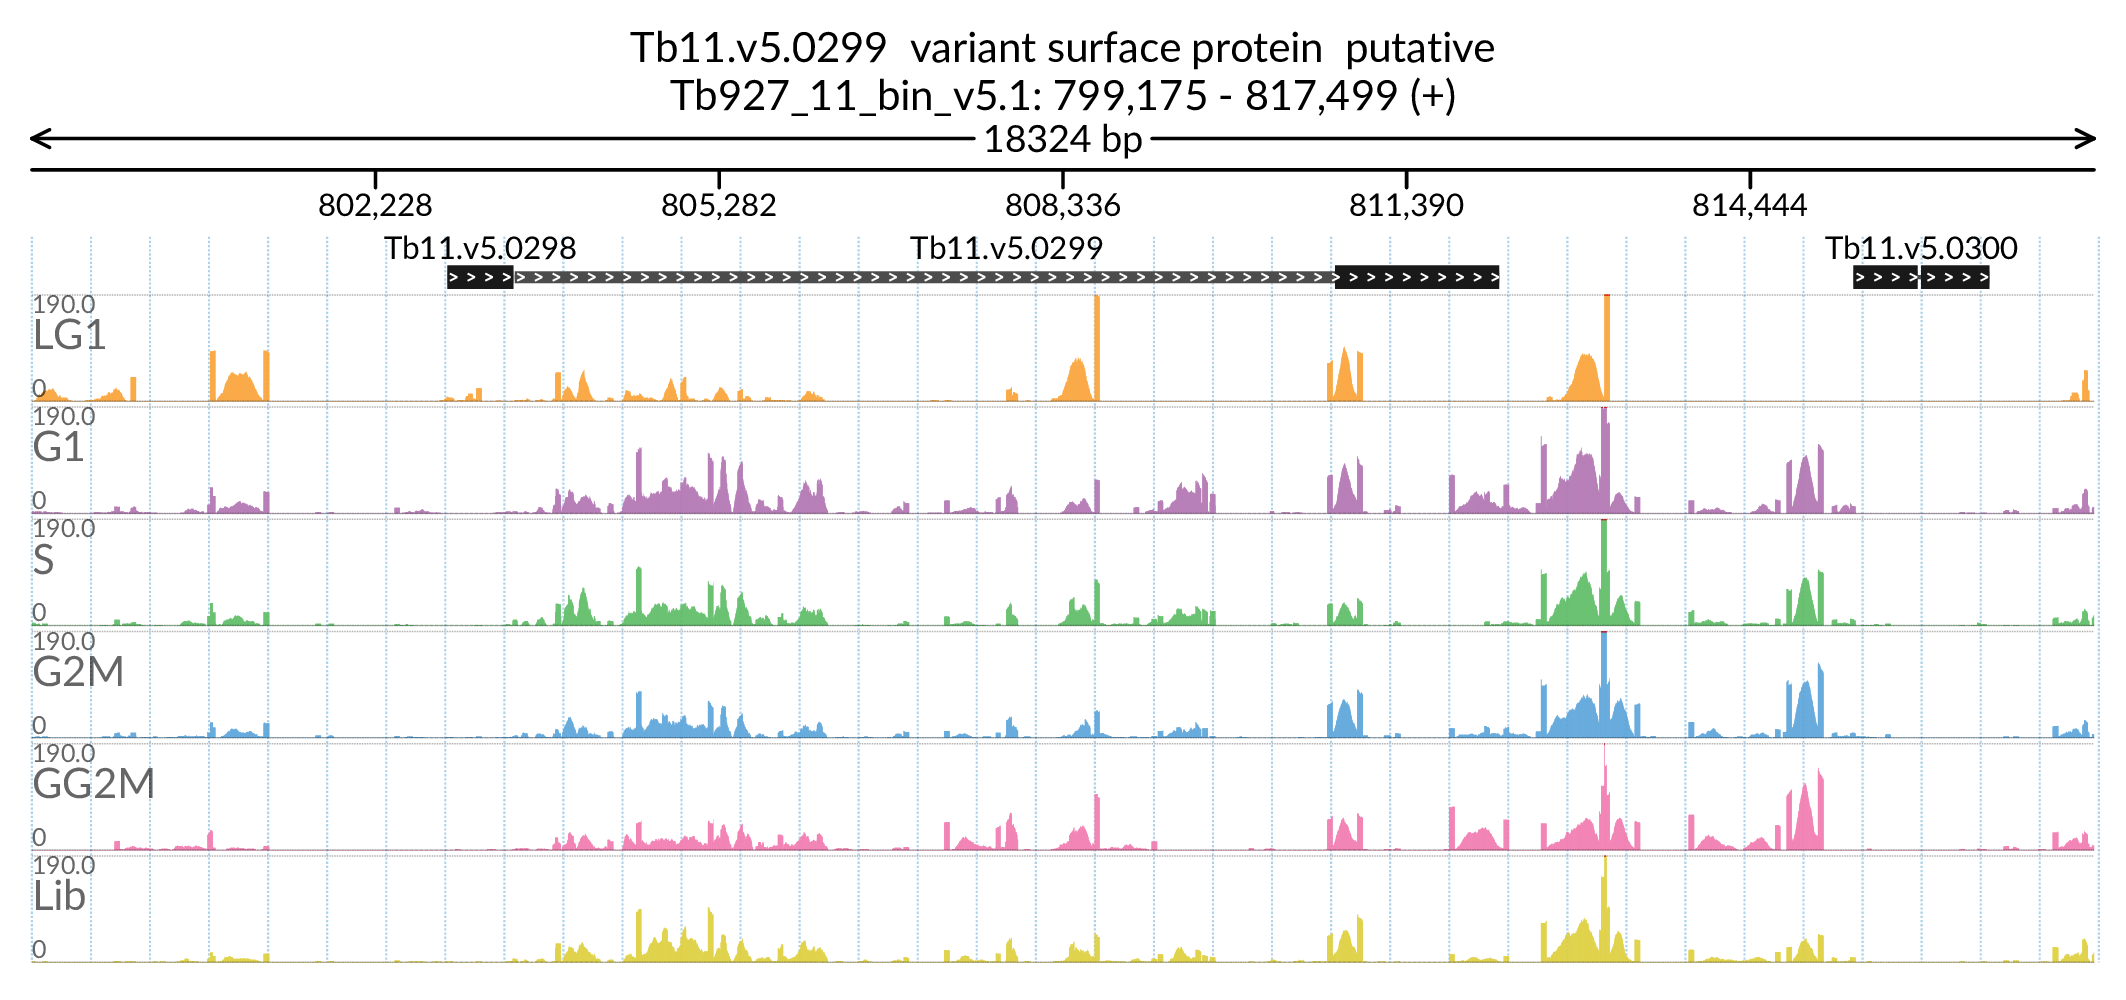 Tb11.v5.0299  variant surface protein  putative
Tb927_11_bin_v5.1: 799,175 - 817,499 (+)
18324 bp
802,228 805,282 808,336 811,390 814,444
Tb11.v5.0298 Tb11.v5.0299 Tb11.v5.0300
190.0
LG1
0
190.0
G1
0
190.0
S
0
190.0
G2M
0
190.0
GG2M
0
190.0
Lib
0